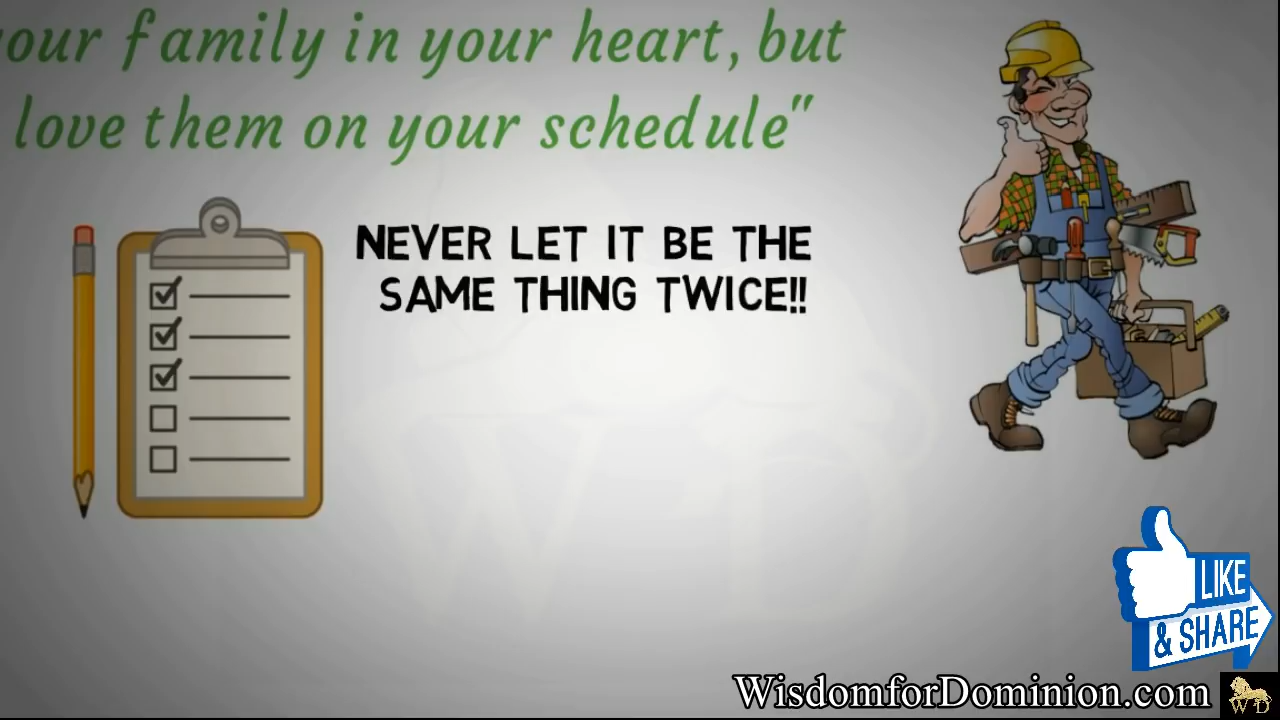 our family in your heart, but
love them on your schedule"
NEVER LET IT BE THE
SAME THING TWICE!!
LIKE
& SHARE
WisdomforDominion.com
WD